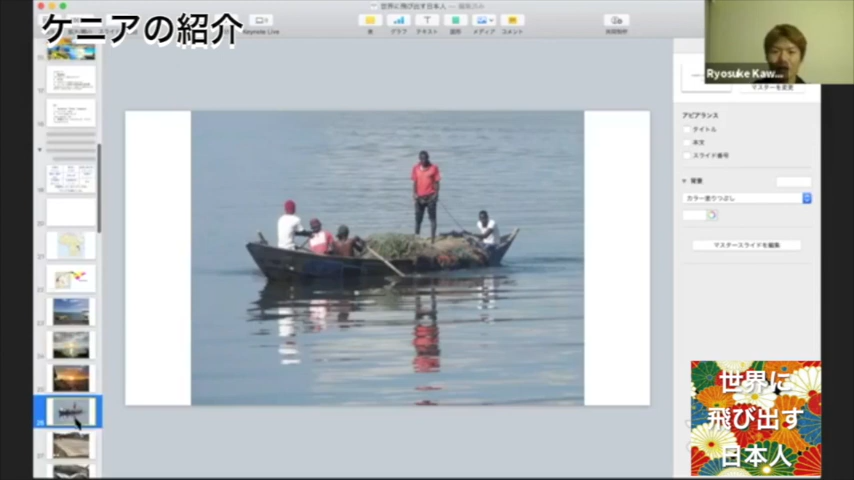 世界に飛び出す日本人 — 編集済み
ケニアの紹介
Keynote Live
表
グラフ
テキスト
図形
メディア
コメント
共同制作
Ryosuke Kaw...
マスターを変更
アピアランス
タイトル
本文
スライド番号
背景
カラー塗りつぶし
マスタースライドを編集
世界に
飛び出す
日本人